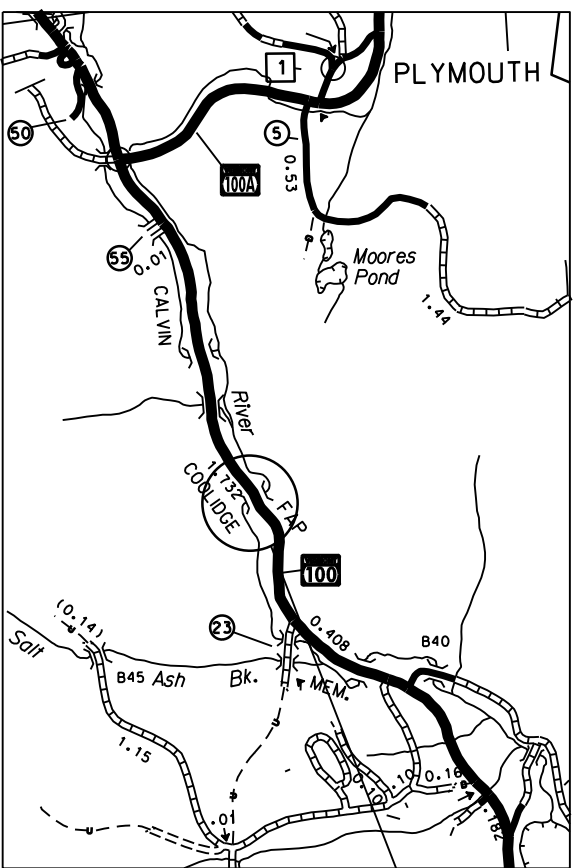 1
PLYMOUTH
50
5
100A
0.53
55
0.01
Moores
Pond
1.44
CALVIN
River
1.732
COOLIDGE
FAP
100
(0.14)
23
0.408
Salt
B40
B45 Ash Bk.
MEM.
1.15
.10
0.16
0.10
.01
.82